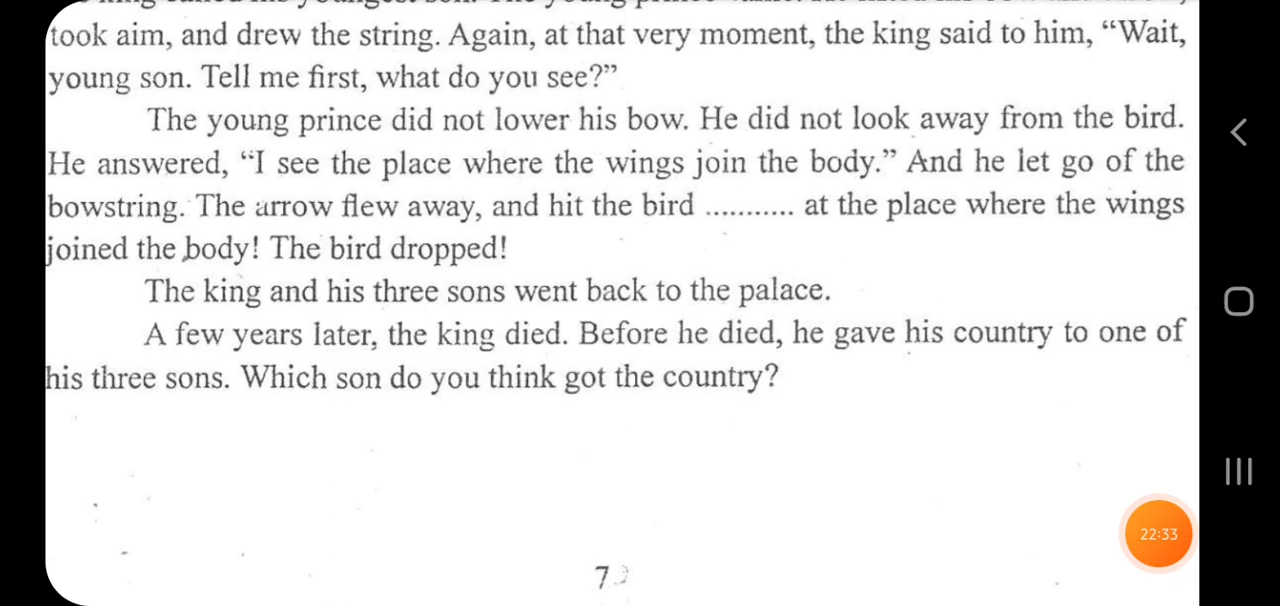 took aim, and drew the string. Again, at that very moment, the king said to him, “Wait,
young son. Tell me first, what do you see?”
The young prince did not lower his bow. He did not look away from the bird.
He answered, “I see the place where the wings join the body.” And he let go of the
bowstring. The arrow flew away, and hit the bird ........... at the place where the wings
joined the body! The bird dropped!
The king and his three sons went back to the palace.
A few years later, the king died. Before he died, he gave his country to one of
his three sons. Which son do you think got the country?
22:33
7